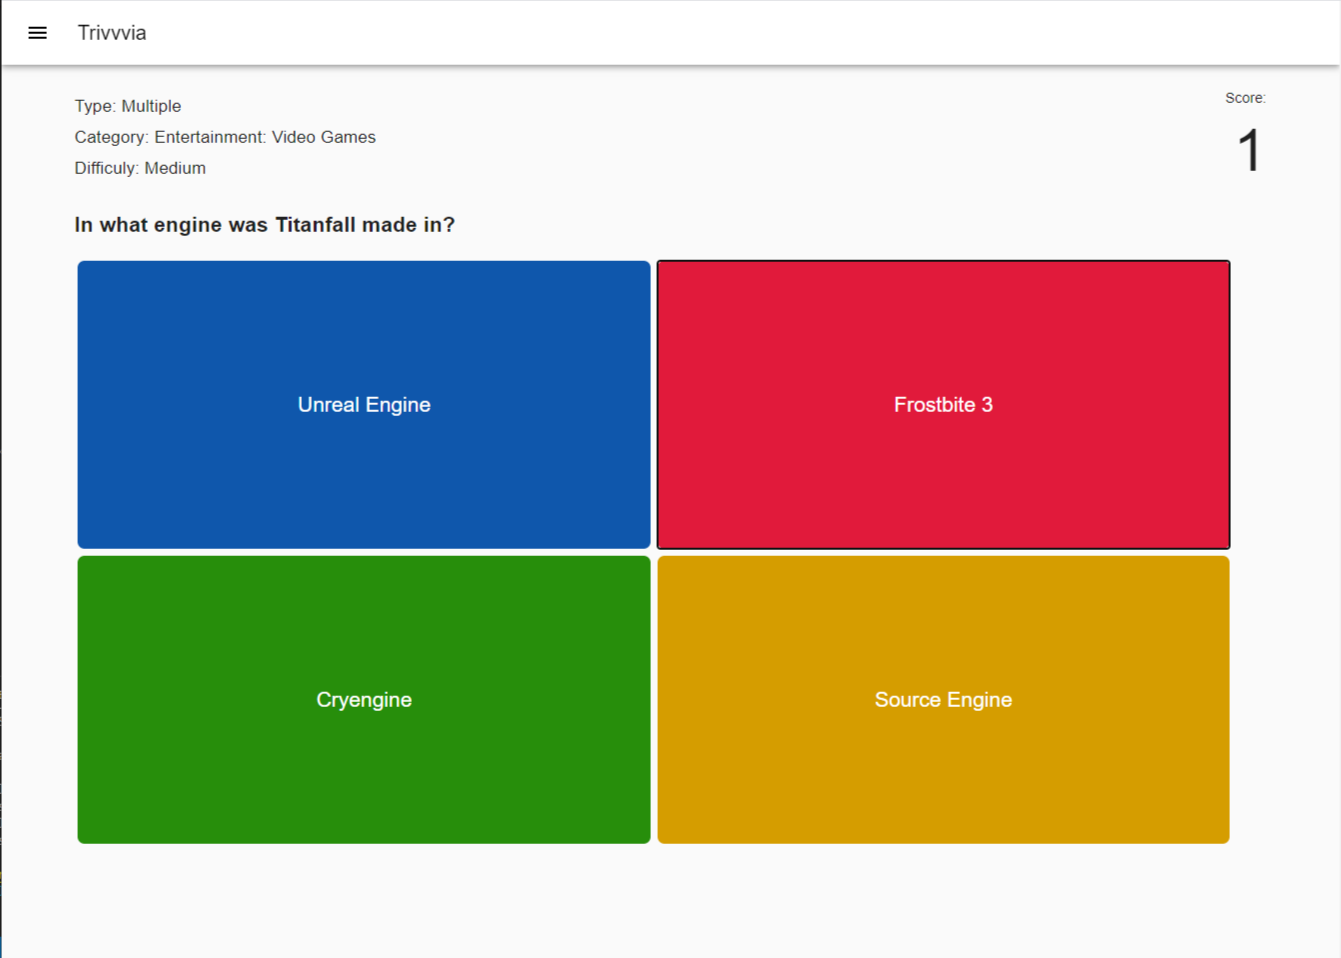 Trivvvia
Type: Multiple
Category: Entertainment: Video Games
Difficuly: Medium
Score:
1
In what engine was Titanfall made in?
Unreal Engine
Frostbite 3
Cryengine
Source Engine